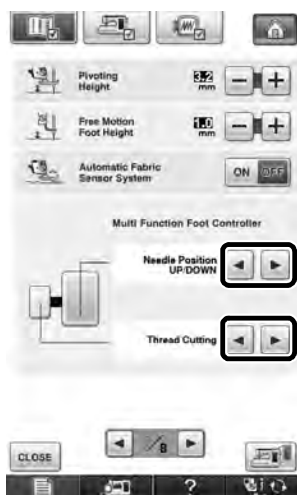 Pivoting
Height
3.2
mm
Free Motion
Foot Height
1.0
mm
Automatic Fabric
Sensor System
ON OFF
Multi Function Foot Controller
Needle Position
UP/DOWN
Thread Cutting
CLOSE
/8
?